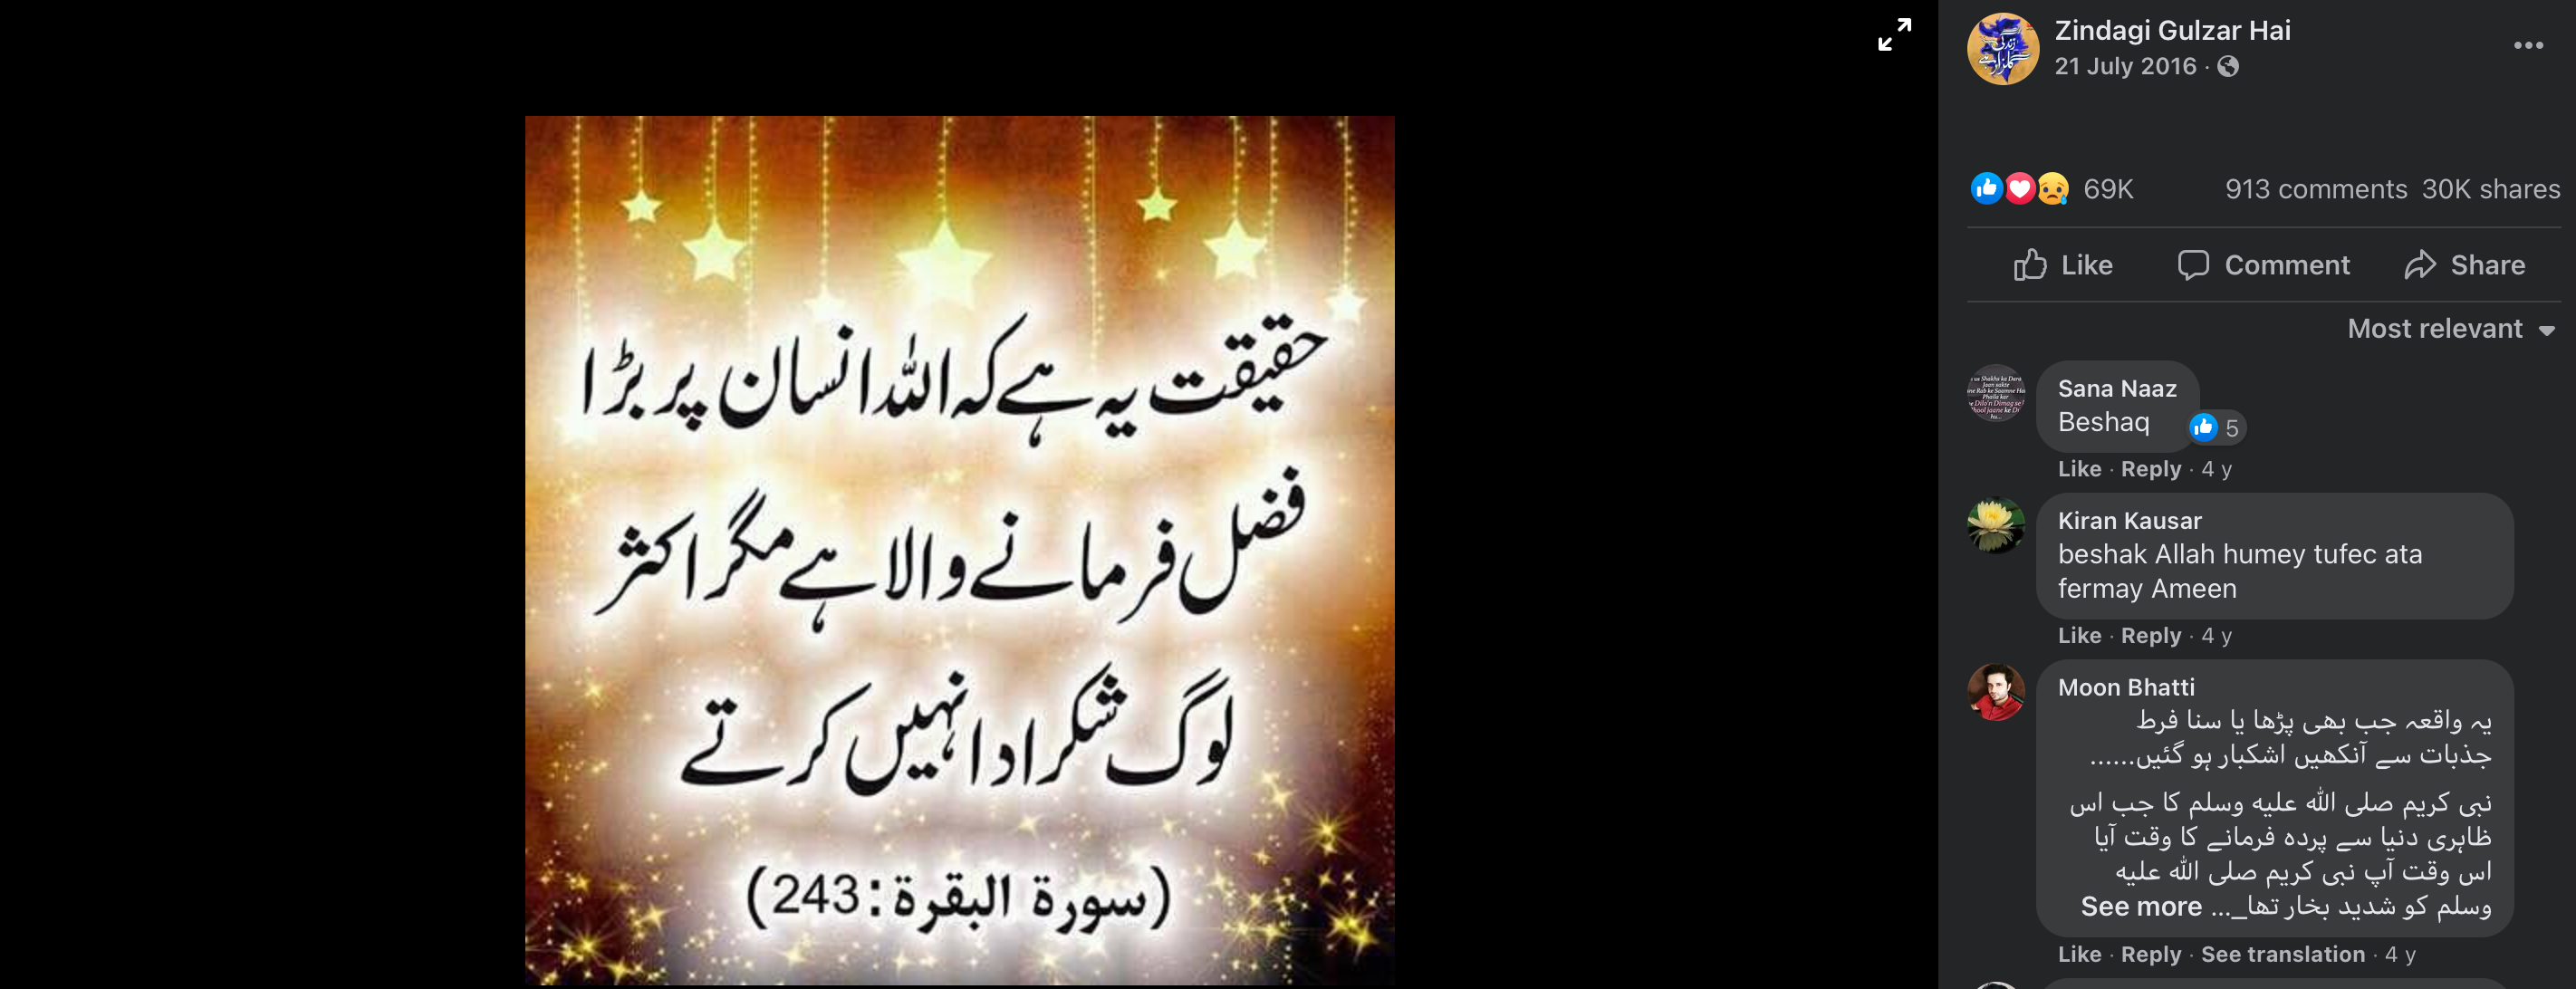 حقیقت یہ ہے کہ اللہ انسان پر بڑا
فضل فرمانے والا ہے مگر اکثر
لوگ شکر ادا نہیں کرتے
(سورۃ البقرۃ:243)
Zindagi Gulzar Hai
21 July 2016 ·
69K 913 comments 30K shares
Like Comment Share
Most relevant
Sana Naaz
Beshaq
5
Like · Reply · 4 y
Kiran Kausar
beshak Allah humey tufec ata
fermay Ameen
Like · Reply · 4 y
Moon Bhatti
یہ واقعہ جب بھی پڑھا یا سنا فرط
جذبات سے آنکھیں اشکبار ہو گئیں......
نبی کریم صلی اللہ علیہ وسلم کا جب اس
ظاہری دنیا سے پردہ فرمانے کا وقت آیا
اس وقت آپ نبی کریم صلی اللہ علیہ
وسلم کو شدید بخار تھا_... See more
Like · Reply · See translation · 4 y